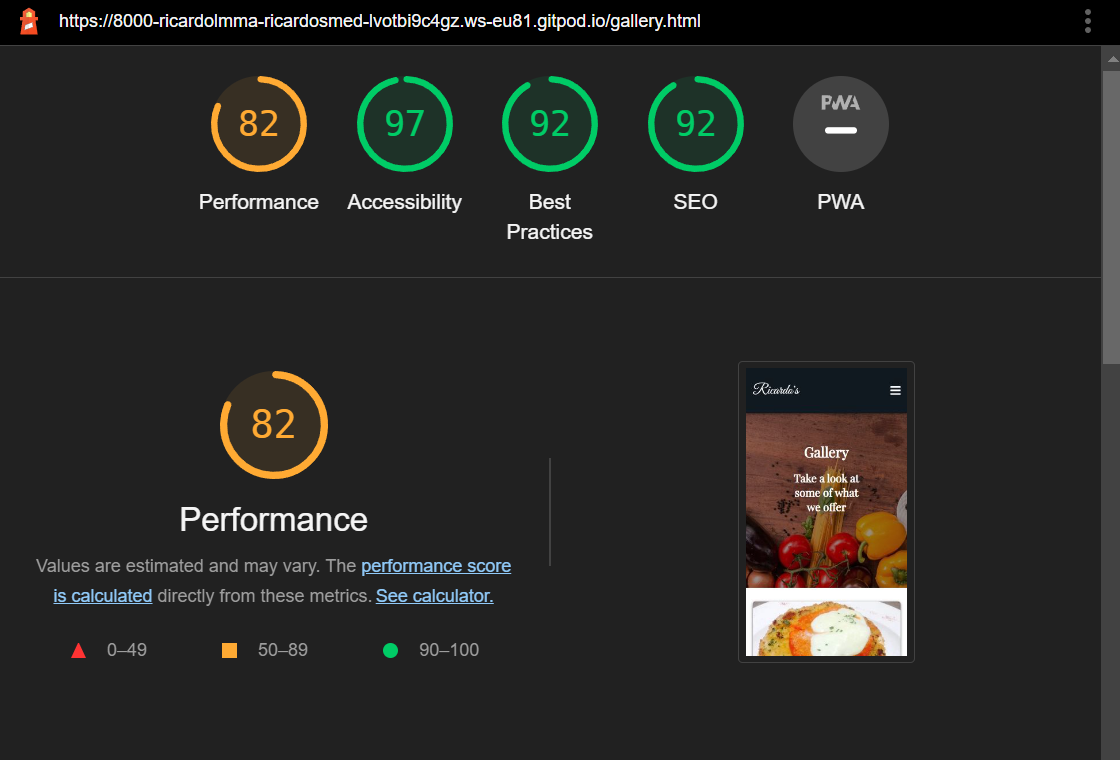 https://8000-ricardolmma-ricardosmed-lvotbi9c4gz.ws-eu81.gitpod.io/gallery.html
82
97
92
92
PWA
Performance
Accessibility
Best
Practices
SEO
PWA
82
Performance
Values are estimated and may vary. The performance score
is calculated directly from these metrics. See calculator.
0–49
50–89
90–100
Ricardo's
Gallery
Take a look at
some of what
we offer